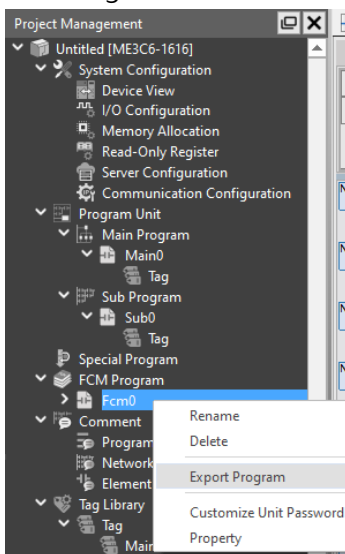 Project Management
Untitled [ME3C6-1616]
System Configuration
Device View
I/O Configuration
Memory Allocation
Read-Only Register
Server Configuration
Communication Configuration
Program Unit
Main Program
Main0
Tag
Sub Program
Sub0
Tag
Special Program
FCM Program
Fcm0
Rename
Comment
Delete
Program
Network
Export Program
Element
Tag Library
Customize Unit Password
Tag
Property
Main